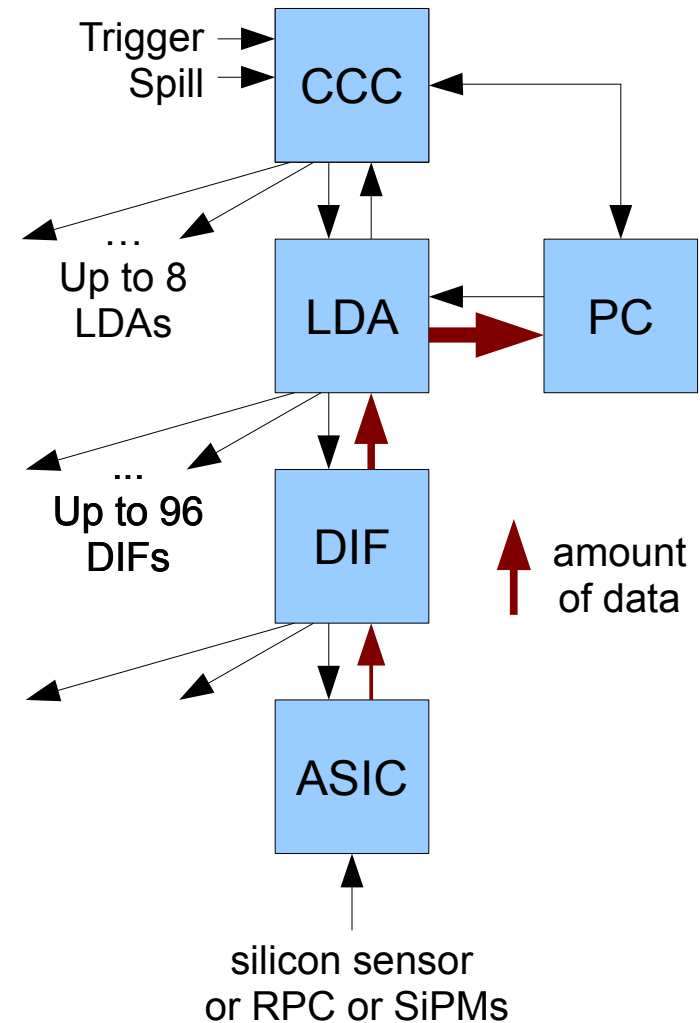 Trigger
Spill
CCC
...
Up to 8
LDAs
LDA
PC
...
Up to 96
DIFs
DIF
amount
of data
ASIC
silicon sensor
or RPC or SiPMs